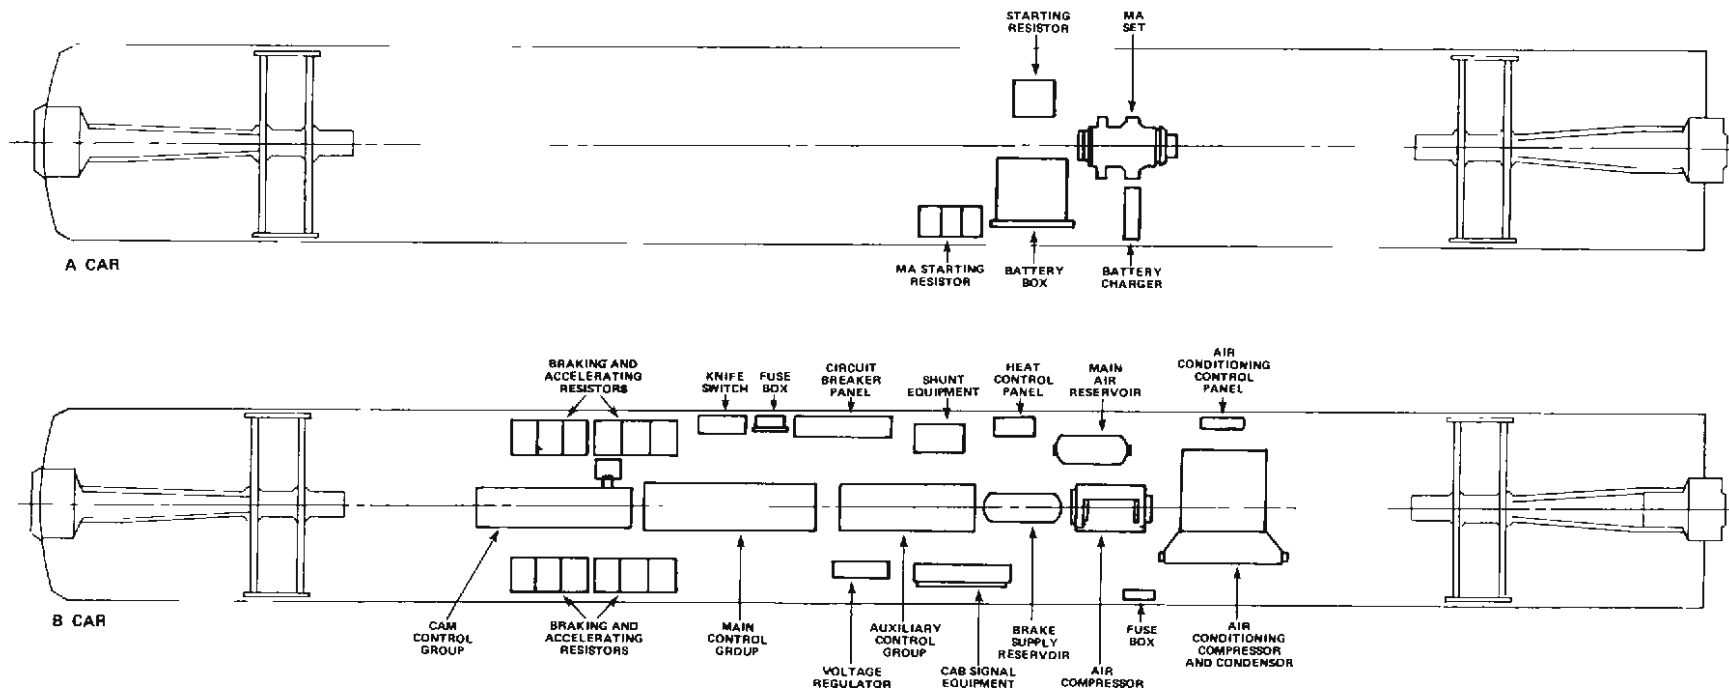 STARTING
RESISTOR
MA
SET
A CAR
MA STARTING
RESISTOR
BATTERY
BOX
BATTERY
CHARGER
BRAKING AND
ACCELERATING
RESISTORS
KNIFE
SWITCH
FUSE
BOX
CIRCUIT
BREAKER
PANEL
SHUNT
EQUIPMENT
HEAT
CONTROL
PANEL
MAIN
AIR
RESERVOIR
AIR
CONDITIONING
CONTROL
PANEL
B CAR
CAM
CONTROL
GROUP
BRAKING AND
ACCELERATING
RESISTORS
MAIN
CONTROL
GROUP
VOLTAGE
REGULATOR
AUXILIARY
CONTROL
GROUP
CAB SIGNAL
EQUIPMENT
BRAKE
SUPPLY
RESERVOIR
AIR
COMPRESSOR
FUSE
BOX
AIR
CONDITIONING
COMPRESSOR
AND CONDENSOR